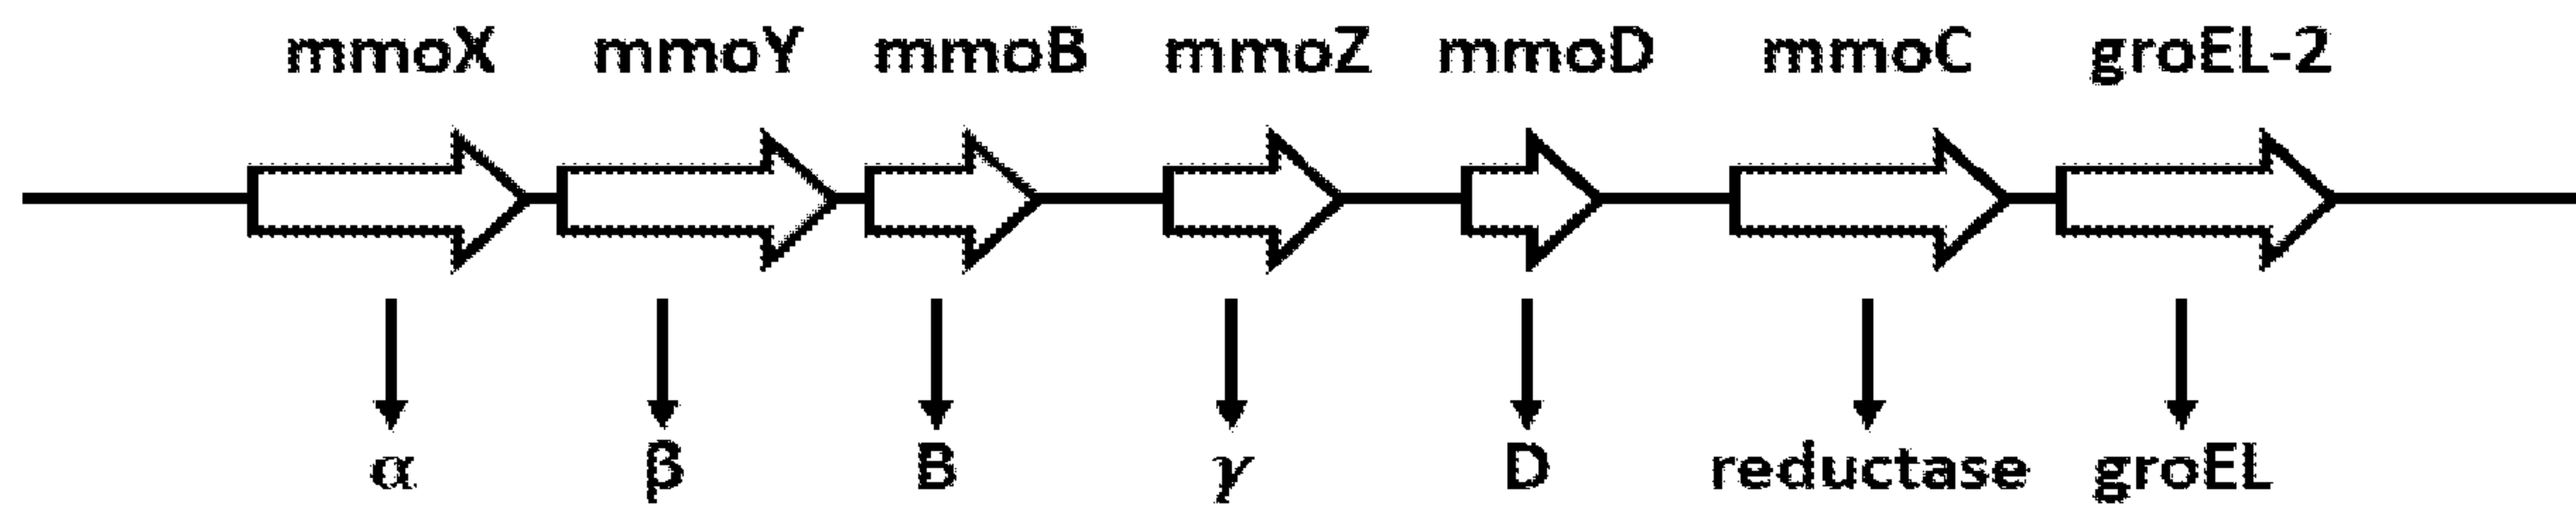 mmoX mmoY mmoB mmoZ mmoD mmoC groEL-2
α β B γ D reductase groEL